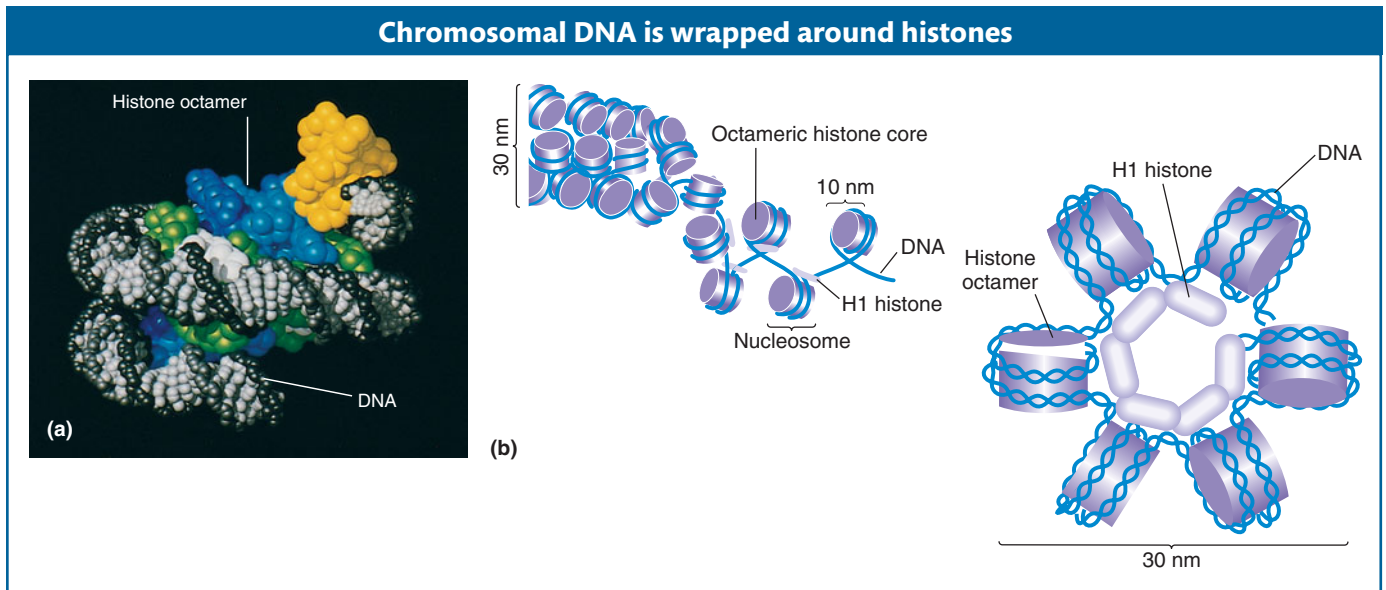 Chromosomal DNA is wrapped around histones
Histone octamer
DNA
(a)
30 nm
Octameric histone core
10 nm
DNA
H1 histone
Nucleosome
(b)
H1 histone
DNA
Histone
octamer
30 nm